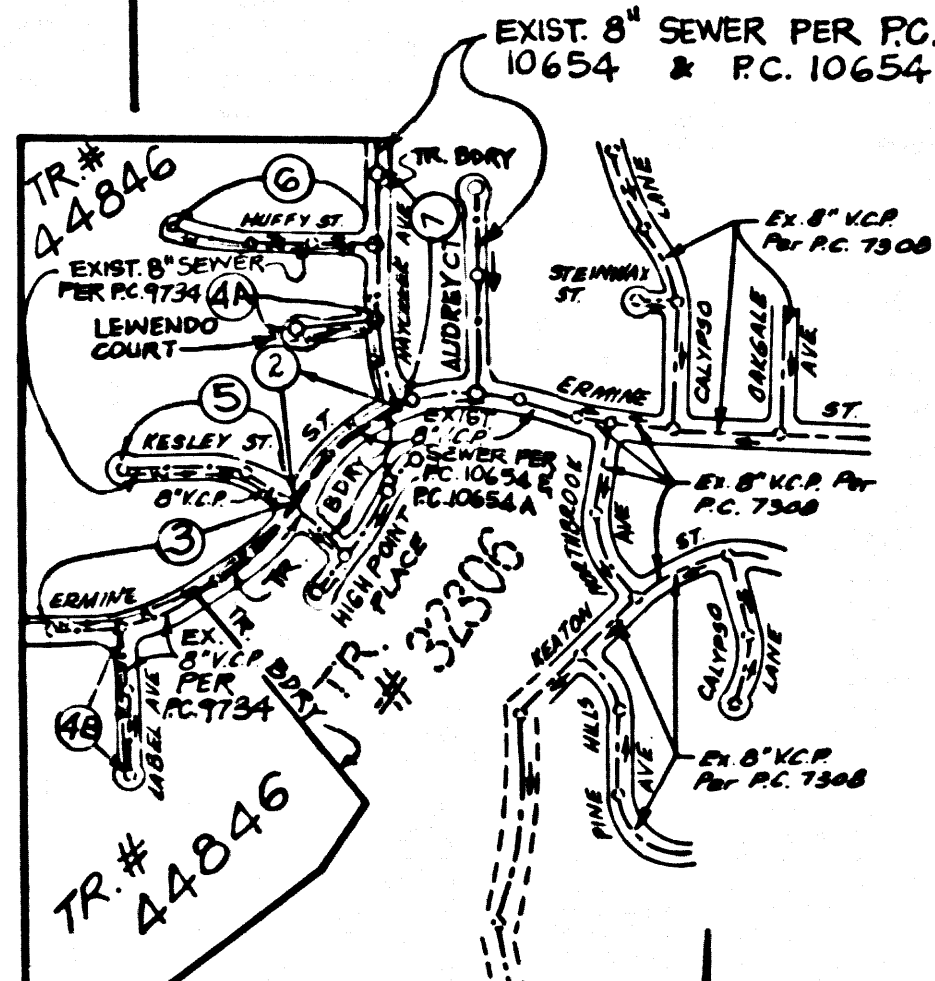 EXIST. 8" SEWER PER P.C.
10654 & P.C. 10654
TR.#
44846
6
TR. BDRY
HUFFY ST.
1
AVE
EXIST. 8" SEWER
PER P.C. 9734
4A
LEWENDO
COURT
2
AUDREY CT
LANE
Ex. 8" V.C.P.
Per P.C. 7308
STEINWAX
ST.
CALYPSO
OAKGALE
AVE
ERMINE
ST.
5
KESLEY ST.
8" V.C.P.
ST.
BDRY
TR
EXIST.
8" V.C.P.
SEWER PER
P.C. 10654 &
P.C. 10654A
HIGH POINT
PLACE
NORTHBROOK
AVE
Ex. 8" V.C.P. Per
P.C. 7308
3
ERMINE
TR.
BDRY
EX.
8" V.C.P.
PER
P.C. 9734
4B
LABEL AVE
TR.
# 32306
KEATON
ST.
CALYPSO
LANE
PINE HILLS
AVE
Ex. 8" V.C.P.
Per P.C. 7308
TR.#
44846